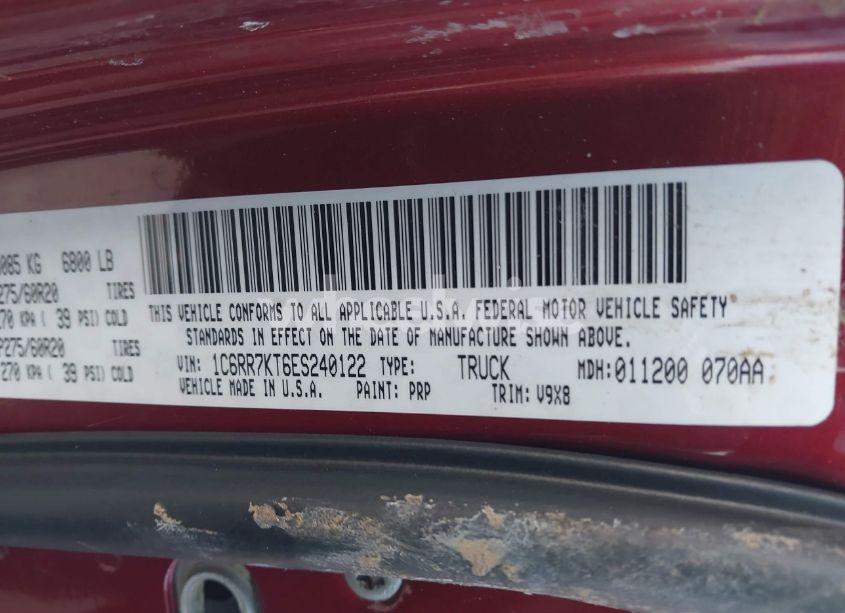 085 KG 6800 LB
275/60R20 TIRES
70 KPA ( 39 PSI) COLD
P275/60R20 TIRES
270 KPA ( 39 PSI) COLD
THIS VEHICLE CONFORMS TO ALL APPLICABLE U.S.A. FEDERAL MOTOR VEHICLE SAFETY
STANDARDS IN EFFECT ON THE DATE OF MANUFACTURE SHOWN ABOVE.
VIN: 1C6RR7KT6ES240122 TYPE: TRUCK MDH: 011200 070AA
VEHICLE MADE IN U.S.A. PAINT: PRP TRIM: V9X8